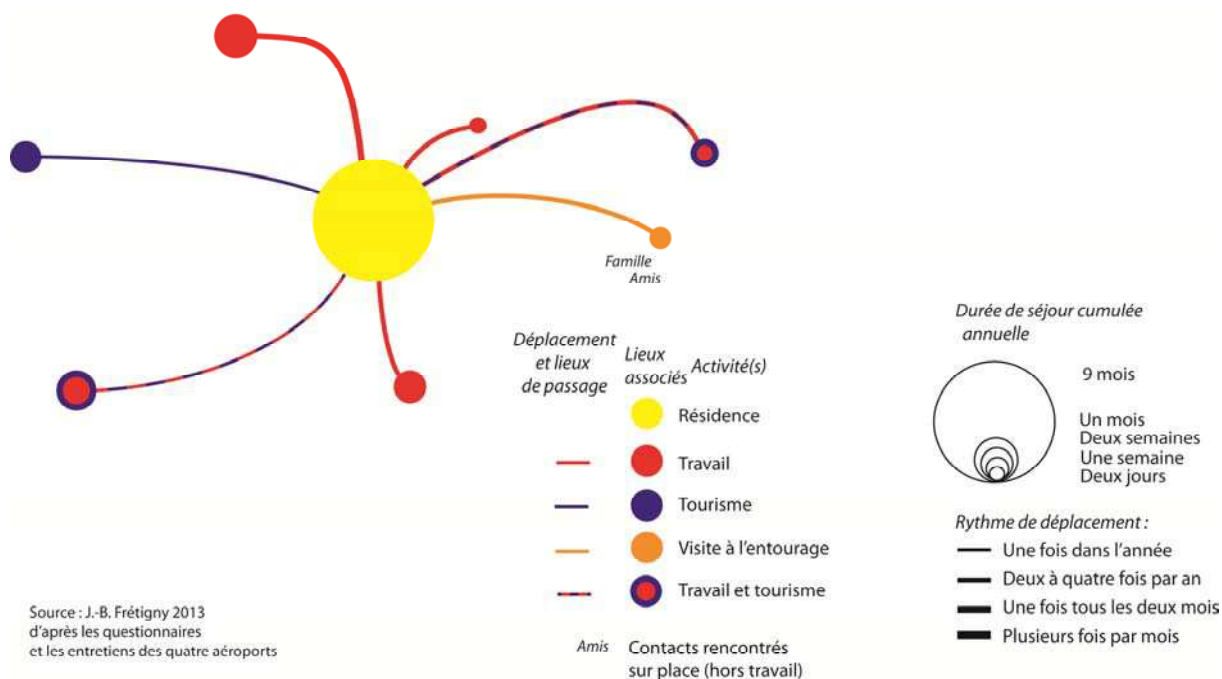 Famille
Amis
Déplacement
et lieux
de passage
Lieux
associés
Activité(s)
Résidence
Travail
Tourisme
Visite à l'entourage
Travail et tourisme
Amis
Contacts rencontrés
sur place (hors travail)
Durée de séjour cumulée
annuelle
9 mois
Un mois
Deux semaines
Une semaine
Deux jours
Rythme de déplacement :
Une fois dans l'année
Deux à quatre fois par an
Une fois tous les deux mois
Plusieurs fois par mois
Source : J.-B. Frétigny 2013
d'après les questionnaires
et les entretiens des quatre aéroports